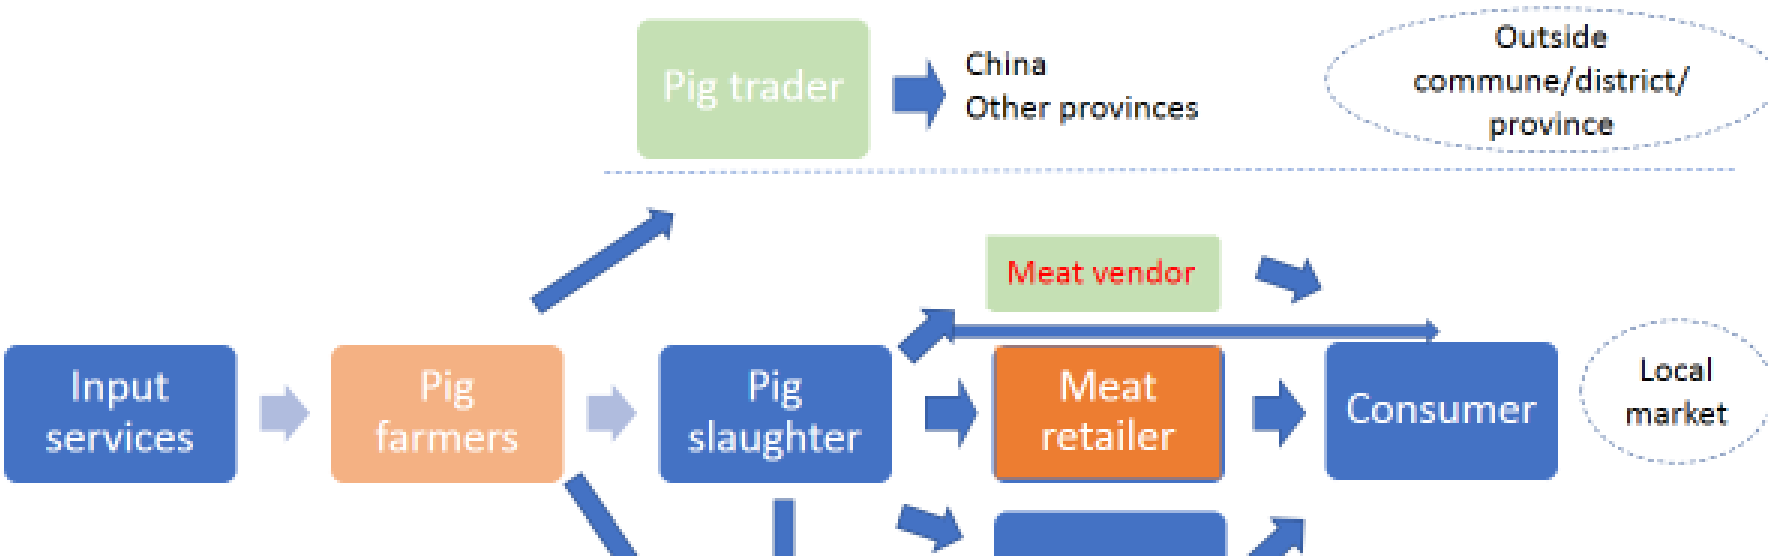 Pig trader
China
Other provinces
Outside
commune/district/
province
Meat vendor
Input
services
Pig
farmers
Pig
slaughter
Meat
retailer
Consumer
Local
market